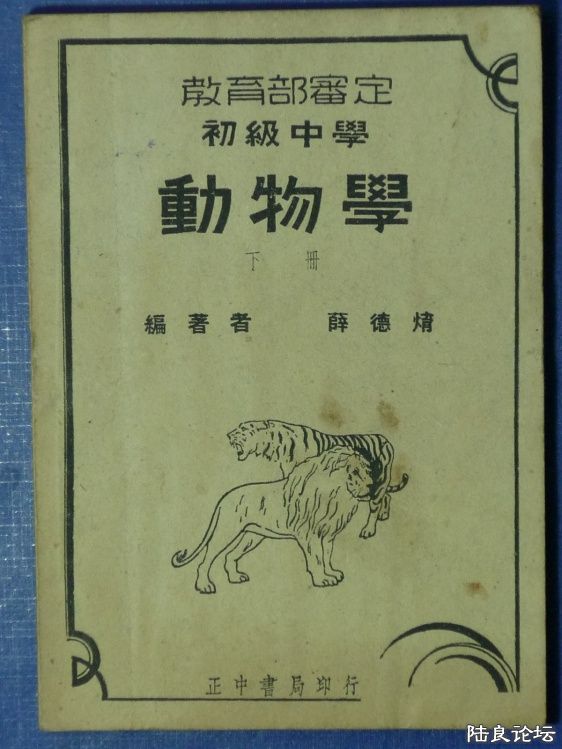 教育部審定
初級中學
動物學
下冊
編著者 薛德焴
正中書局印行
陆良论坛